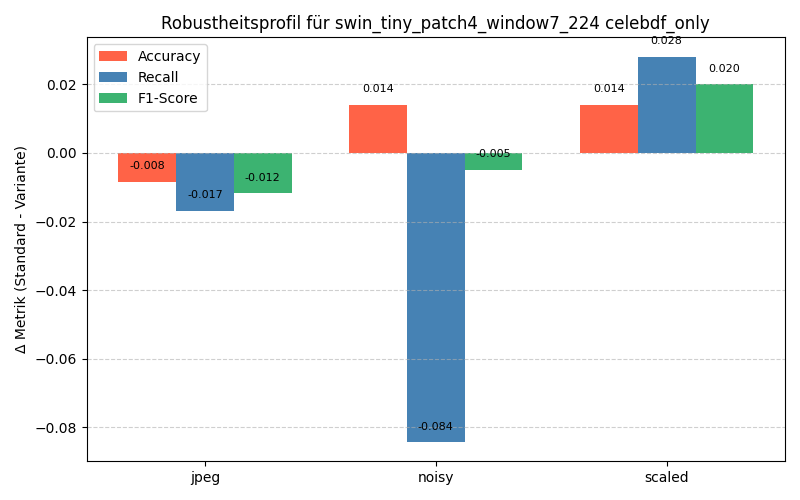 Robustheitsprofil für swin_tiny_patch4_window7_224 celebdf_only
Accuracy
Recall
F1-Score
Δ Metrik (Standard - Variante)
0.02
0.00
−0.02
−0.04
−0.06
−0.08
-0.008
-0.017
-0.012
0.014
-0.084
-0.005
0.014
0.028
0.020
jpeg
noisy
scaled